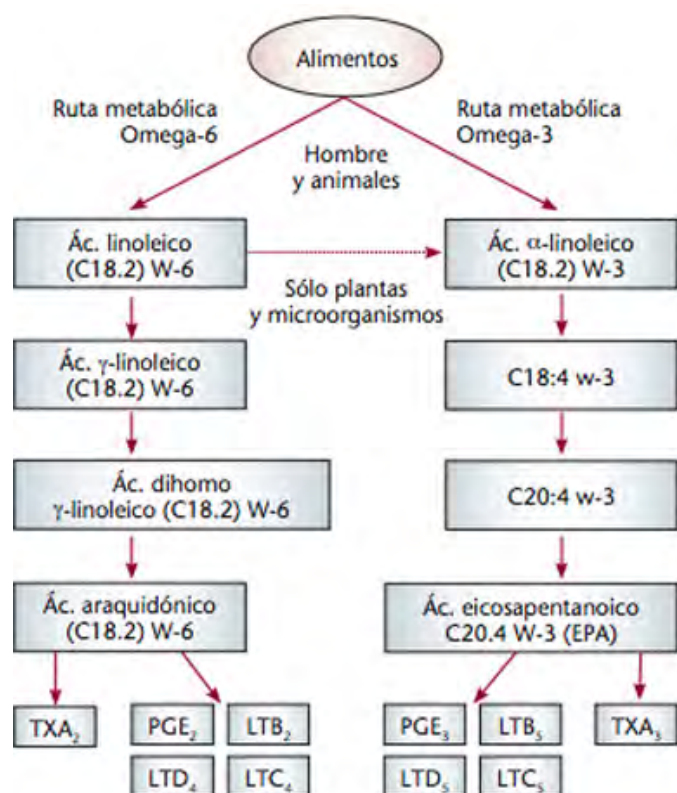 Alimentos
Ruta metabólica
Omega-6
Ruta metabólica
Omega-3
Hombre
y animales
Ác. linoleico
(C18.2) W-6
Ác. α-linoleico
(C18.2) W-3
Sólo plantas
y microorganismos
Ác. γ-linoleico
(C18.2) W-6
C18:4 w-3
Ác. dihomo
γ-linoleico (C18.2) W-6
C20:4 w-3
Ác. araquidónico
(C18.2) W-6
Ác. eicosapentanoico
C20.4 W-3 (EPA)
TXA₂
PGE₂
LTB₂
PGE₃
LTB₅
TXA₃
LTD₄
LTC₄
LTD₅
LTC₅